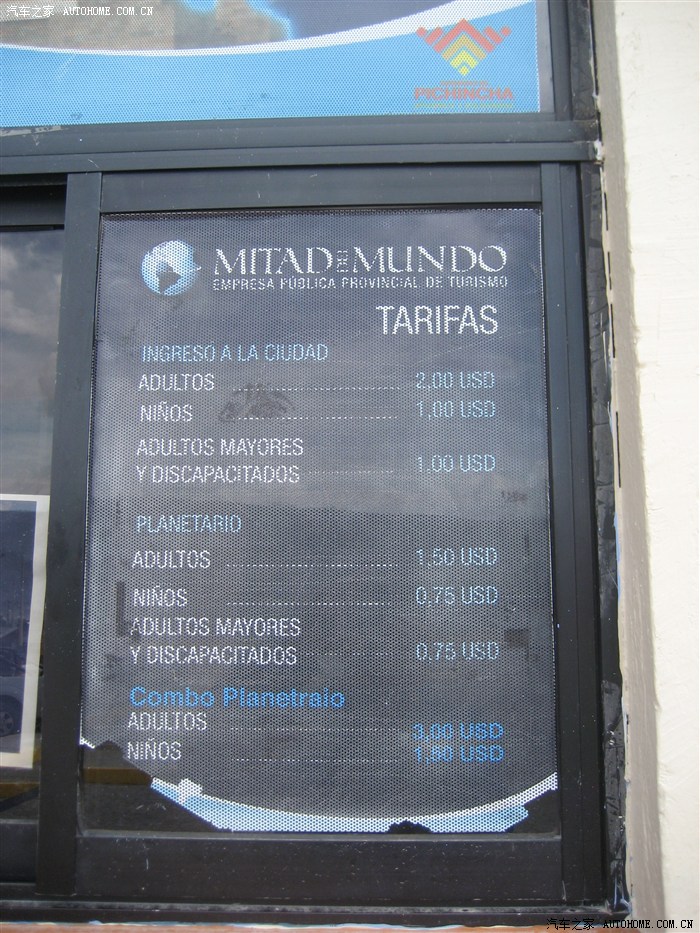 汽车之家 AUTOHOME.COM.CN
PICHINCHA
MITAD DEL MUNDO
EMPRESA PÚBLICA PROVINCIAL DE TURISMO
TARIFAS
INGRESO A LA CIUDAD
ADULTOS 2,00 USD
NIÑOS 1,00 USD
ADULTOS MAYORES
Y DISCAPACITADOS 1,00 USD
PLANETARIO
ADULTOS 1,50 USD
NIÑOS 0,75 USD
ADULTOS MAYORES
Y DISCAPACITADOS 0,75 USD
Combo Planetraio
ADULTOS 3,00 USD
NIÑOS 1,80 USD
汽车之家 AUTOHOME.COM.CN